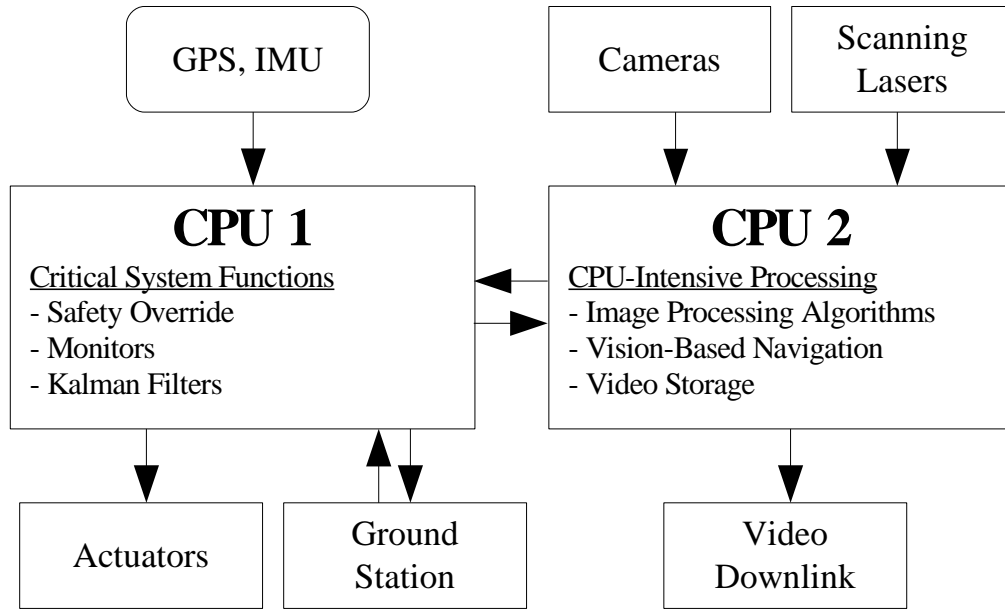 GPS, IMU
Cameras
Scanning
Lasers
CPU 1
Critical System Functions
- Safety Override
- Monitors
- Kalman Filters
CPU 2
CPU-Intensive Processing
- Image Processing Algorithms
- Vision-Based Navigation
- Video Storage
Actuators
Ground
Station
Video
Downlink